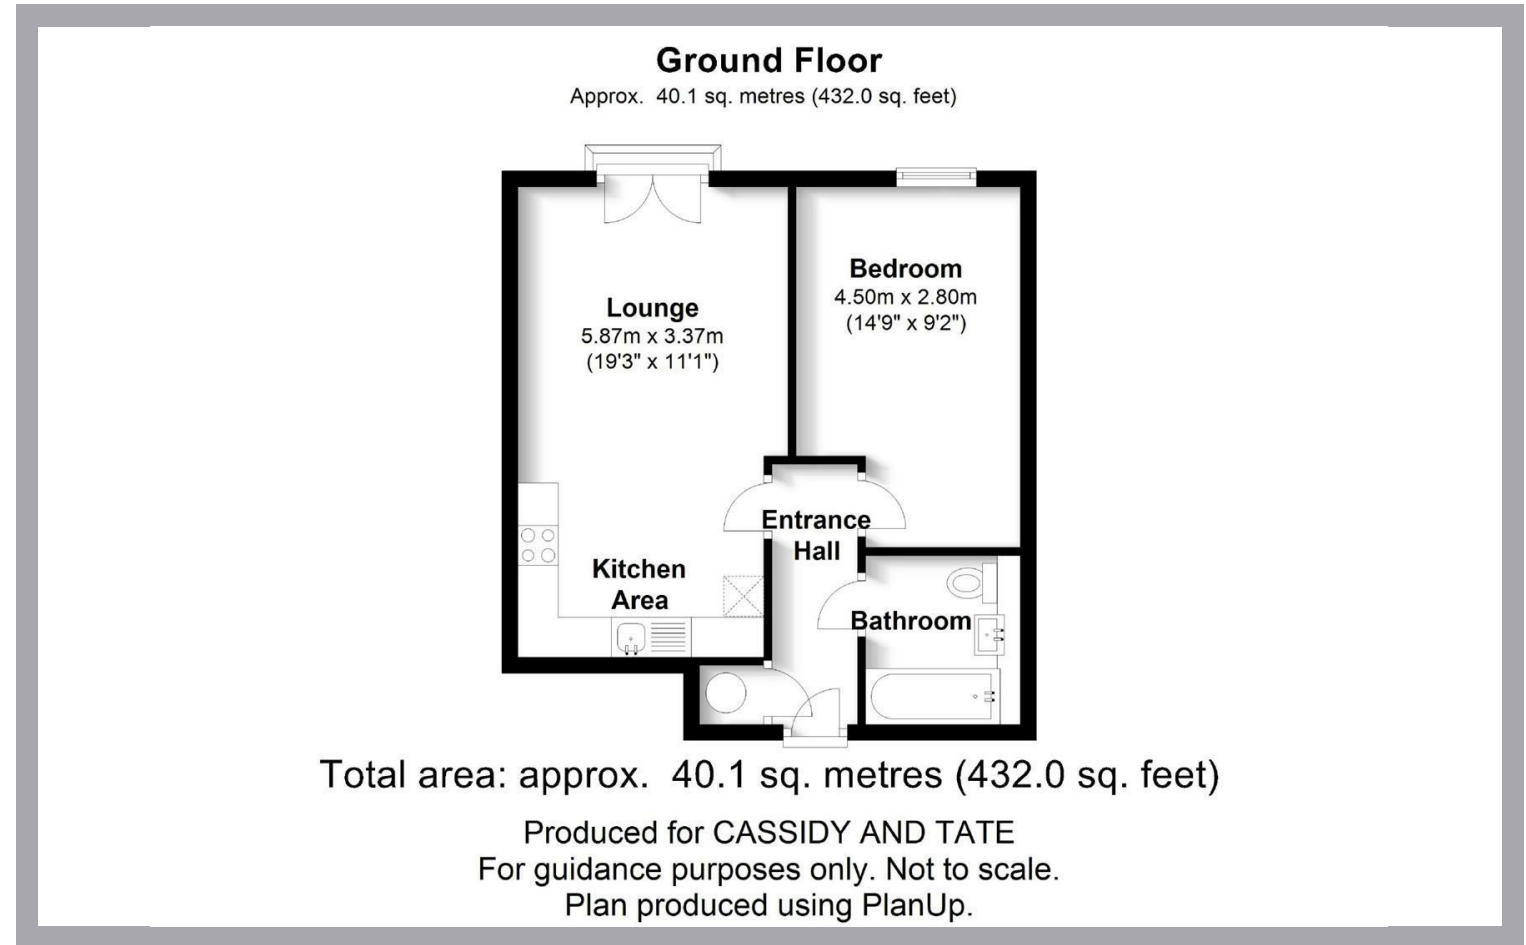 Ground Floor
Approx. 40.1 sq. metres (432.0 sq. feet)
Lounge
5.87m x 3.37m
(19'3" x 11'1")
Bedroom
4.50m x 2.80m
(14'9" x 9'2")
Entrance
Hall
Kitchen
Area
Bathroom
Total area: approx. 40.1 sq. metres (432.0 sq. feet)
Produced for CASSIDY AND TATE
For guidance purposes only. Not to scale.
Plan produced using PlanUp.